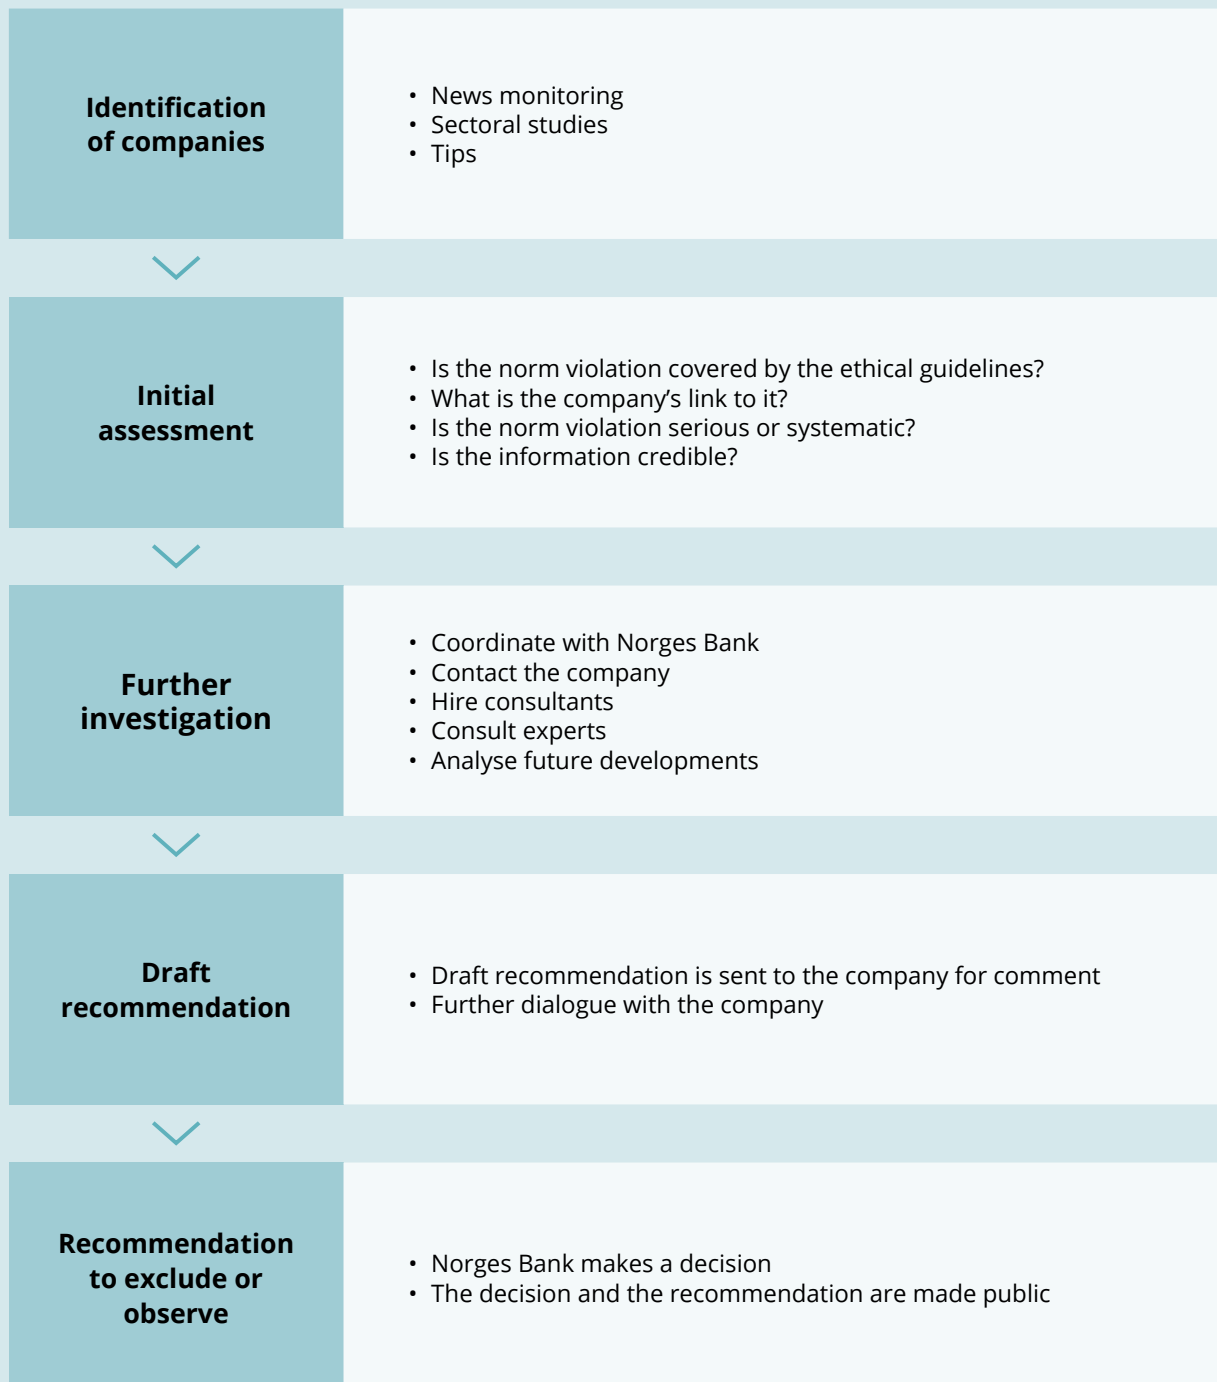 Identification
of companies
• News monitoring
• Sectoral studies
• Tips
Initial
assessment
• Is the norm violation covered by the ethical guidelines?
• What is the company’s link to it?
• Is the norm violation serious or systematic?
• Is the information credible?
Further
investigation
• Coordinate with Norges Bank
• Contact the company
• Hire consultants
• Consult experts
• Analyse future developments
Draft
recommendation
• Draft recommendation is sent to the company for comment
• Further dialogue with the company
Recommendation
to exclude or
observe
• Norges Bank makes a decision
• The decision and the recommendation are made public